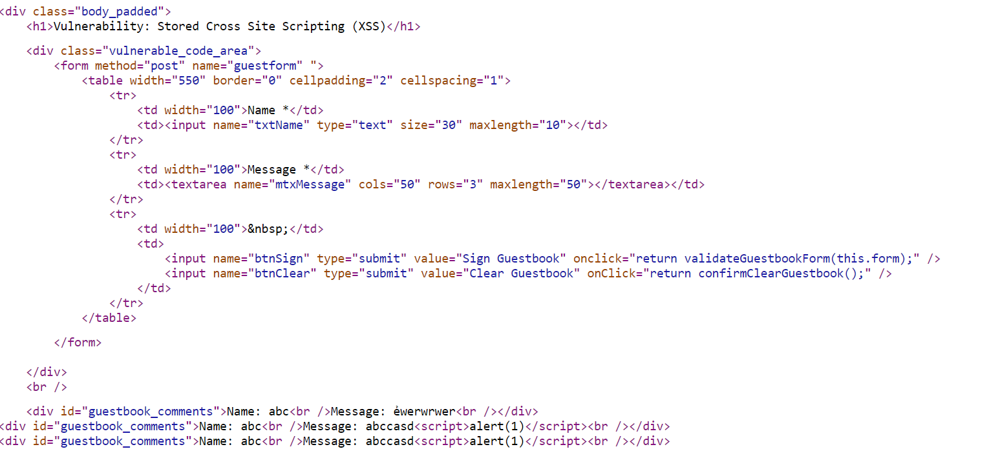 <div class="body_padded">
<h1>Vulnerability: Stored Cross Site Scripting (XSS)</h1>
<div class="vulnerable_code_area">
<form method="post" name="guestform" ">
<table width="550" border="0" cellpadding="2" cellspacing="1">
<tr>
<td width="100">Name *</td>
<td><input name="txtName" type="text" size="30" maxlength="10"></td>
</tr>
<tr>
<td width="100">Message *</td>
<td><textarea name="mtxMessage" cols="50" rows="3" maxlength="50"></textarea></td>
</tr>
<tr>
<td width="100">&nbsp;</td>
<td>
<input name="btnSign" type="submit" value="Sign Guestbook" onclick="return validateGuestbookForm(this.form);" />
<input name="btnClear" type="submit" value="Clear Guestbook" onClick="return confirmClearGuestbook();" />
</td>
</tr>
</table>
</form>
</div>
<br />
<div id="guestbook_comments">Name: abc<br />Message: ẻwerwrwer<br /></div>
<div id="guestbook_comments">Name: abc<br />Message: abccasd<script>alert(1)</script><br /></div>
<div id="guestbook_comments">Name: abc<br />Message: abccasd<script>alert(1)</script><br /></div>